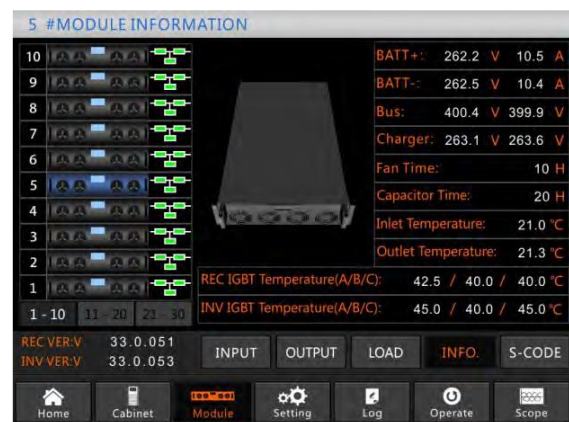 5 #MODULE INFORMATION
10
9
8
7
6
5
4
3
2
1
1 - 10 11 - 20 21 - 30
BATT+: 262.2 V 10.5 A
BATT-: 262.5 V 10.4 A
Bus: 400.4 V 399.9 V
Charger: 263.1 V 263.6 V
Fan Time: 10 H
Capacitor Time: 20 H
Inlet Temperature: 21.0 °C
Outlet Temperature: 21.3 °C
REC IGBT Temperature(A/B/C): 42.5 / 40.0 / 40.0 °C
INV IGBT Temperature(A/B/C): 45.0 / 40.0 / 45.0 °C
REC VER:V 33.0.051
INV VER:V 33.0.053
INPUT OUTPUT LOAD INFO. S-CODE
Home Cabinet Module Setting Log Operate Scope